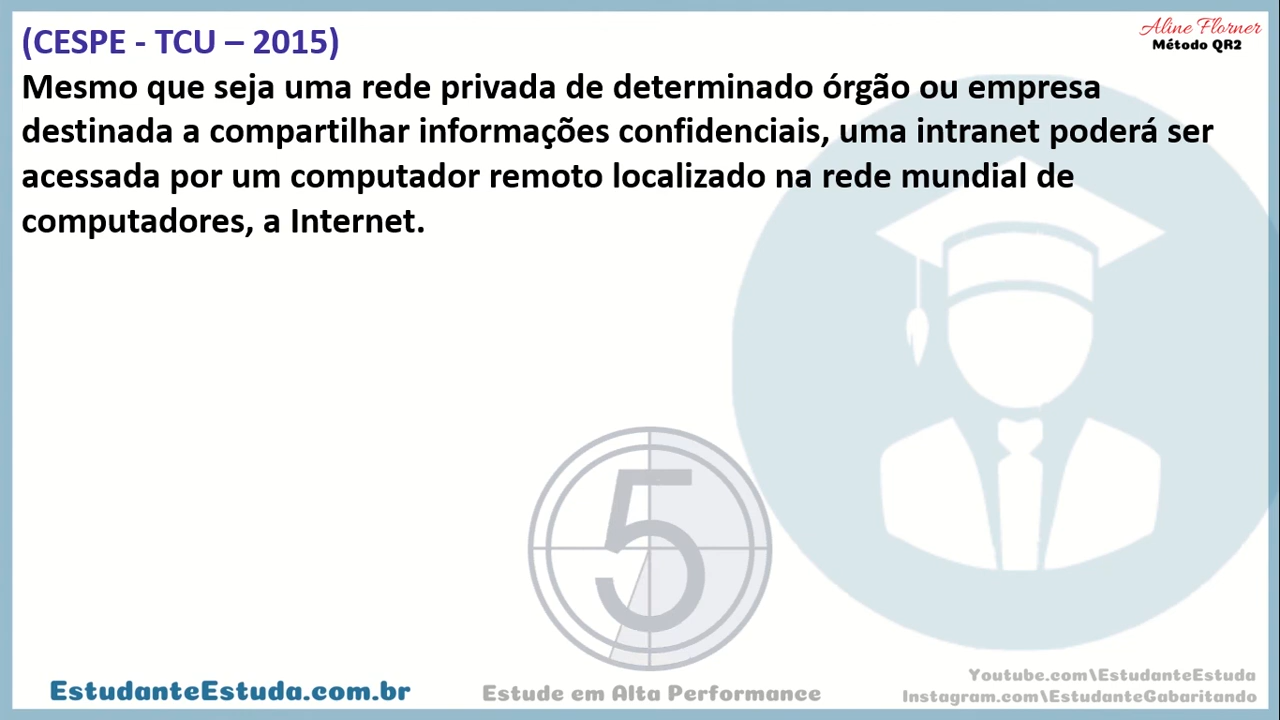 (CESPE - TCU – 2015)
Aline Florner
Método QR2
Mesmo que seja uma rede privada de determinado órgão ou empresa
destinada a compartilhar informações confidenciais, uma intranet poderá ser
acessada por um computador remoto localizado na rede mundial de
computadores, a Internet.
5
EstudanteEstuda.com.br
Estude em Alta Performance
Youtube.com\EstudanteEstuda
Instagram.com\EstudanteGabaritando